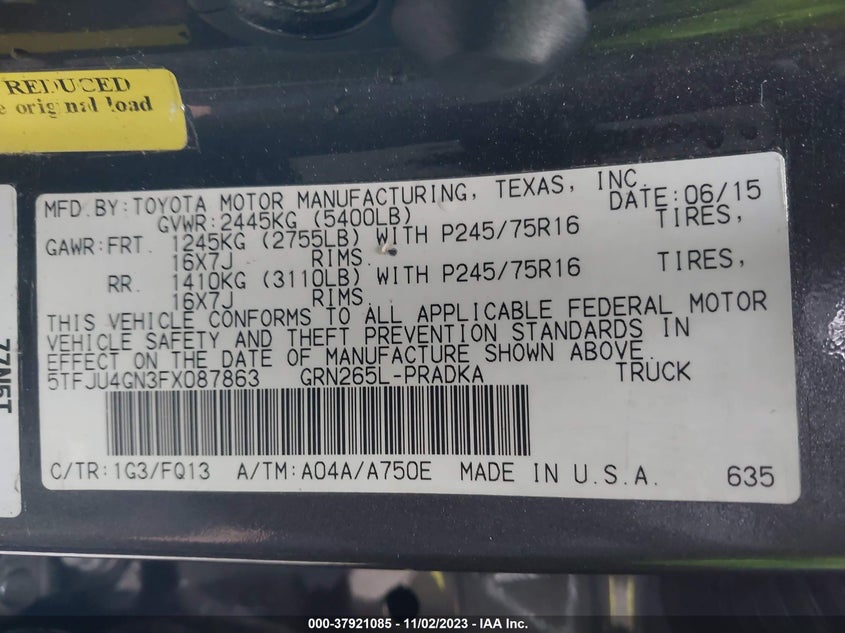 REDUCED
original load
MFD.BY:TOYOTA MOTOR MANUFACTURING, TEXAS, INC.
GVWR:2445KG (5400LB) DATE:06/15
GAWR:FRT. 1245KG (2755LB) WITH P245/75R16 TIRES,
16X7J RIMS.
RR. 1410KG (3110LB) WITH P245/75R16 TIRES,
16X7J RIMS.
THIS VEHICLE CONFORMS TO ALL APPLICABLE FEDERAL MOTOR
VEHICLE SAFETY AND THEFT PREVENTION STANDARDS IN
EFFECT ON THE DATE OF MANUFACTURE SHOWN ABOVE.
5TFJU4GN3FX087863 GRN265L-PRADKA TRUCK
C/TR:1G3/FQ13 A/TM:A04A/A750E MADE IN U.S.A. 635
77N5T
000-37921085 - 11/02/2023 - IAA Inc.